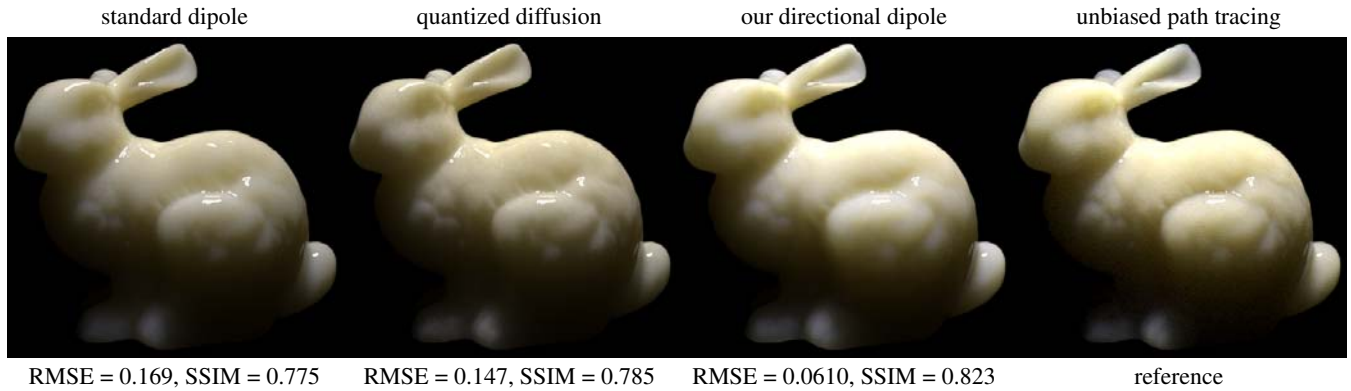 standard dipole quantized diffusion our directional dipole unbiased path tracing
RMSE = 0.169, SSIM = 0.775 RMSE = 0.147, SSIM = 0.785 RMSE = 0.0610, SSIM = 0.823 reference